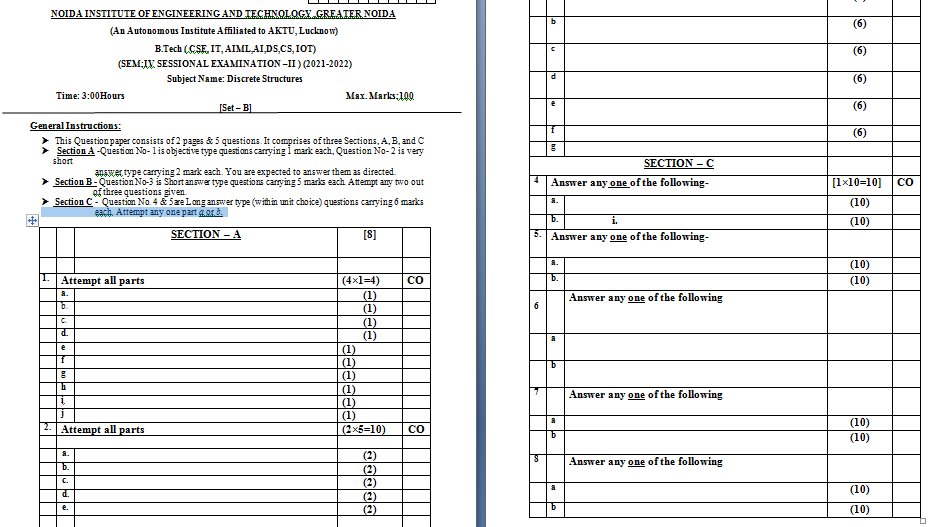 NOIDA INSTITUTE OF ENGINEERING AND TECHNOLOGY ,GREATER NOIDA
(An Autonomous Institute Affiliated to AKTU, Lucknow)
B.Tech ( CSE, IT, AIML,AI,DS,CS, IOT)
(SEM:IV SESSIONAL EXAMINATION –II ) (2021-2022)
Subject Name: Discrete Structures
Time: 3:00Hours Max. Marks:100
[Set – B]
General Instructions:
➤ This Question paper consists of 2 pages & 5 questions. It comprises of three Sections, A, B, and C
➤ Section A -Question No- 1 is objective type questions carrying 1 mark each, Question No- 2 is very
short
answer type carrying 2 mark each. You are expected to answer them as directed.
➤ Section B - Question No-3 is Short answer type questions carrying 5 marks each. Attempt any two out
of three questions given.
➤ Section C - Question No. 4 & 5are Long answer type (within unit choice) questions carrying 6 marks
each. Attempt any one part a or b.
SECTION – A [8]
1. Attempt all parts (4×1=4) CO
a. (1)
b. (1)
c. (1)
d. (1)
e (1)
f (1)
g (1)
h (1)
i. (1)
j (1)
2. Attempt all parts (2×5=10) CO
a. (2)
b. (2)
c. (2)
d. (2)
e. (2)
b (6)
c (6)
d (6)
e (6)
f (6)
g
SECTION – C
4 Answer any one of the following- [1×10=10] CO
a. (10)
b. i. (10)
5. Answer any one of the following-
a. (10)
b. (10)
6 Answer any one of the following
a
b
7 Answer any one of the following
a (10)
b (10)
8 Answer any one of the following
a (10)
b (10)